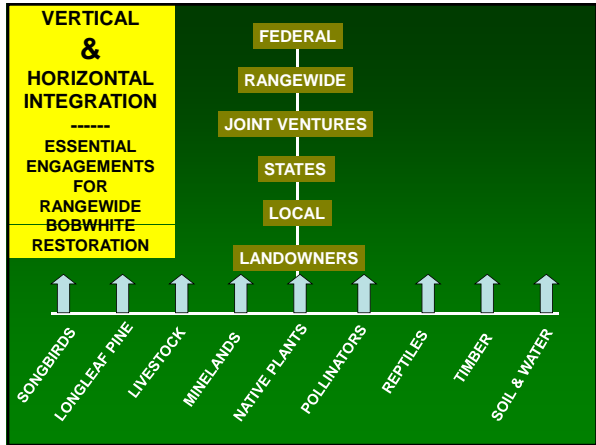 VERTICAL
&
HORIZONTAL
INTEGRATION
------
ESSENTIAL
ENGAGEMENTS
FOR
RANGEWIDE
BOBWHITE
RESTORATION
FEDERAL
RANGEWIDE
JOINT VENTURES
STATES
LOCAL
LANDOWNERS
SONGBIRDS
LONGLEAF PINE
LIVESTOCK
MINELANDS
NATIVE PLANTS
POLLINATORS
REPTILES
TIMBER
SOIL & WATER